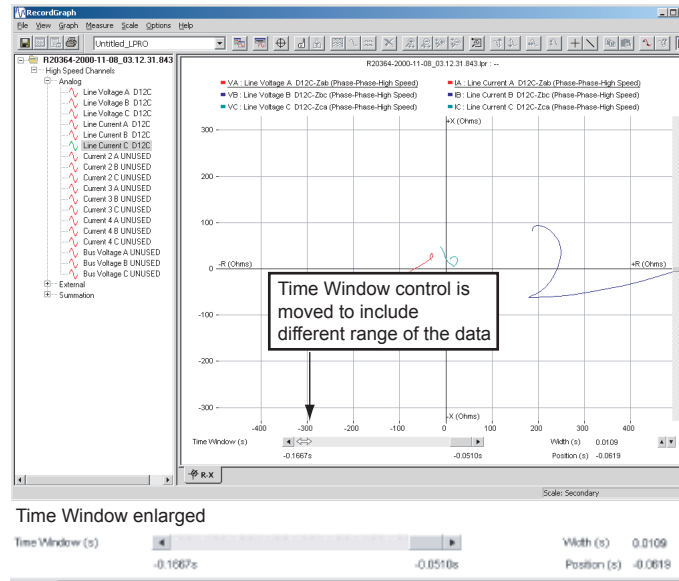 RecordGraph
File View Graph Measure Scale Options Help
Untitled_LPRO
R20364-2000-11-08_03.12.31.843
High Speed Channels
Analog
Line Voltage A D12C
Line Voltage B D12C
Line Voltage C D12C
Line Current A D12C
Line Current B D12C
Line Current C D12C
Current 2 A UNUSED
Current 2 B UNUSED
Current 2 C UNUSED
Current 3 A UNUSED
Current 3 B UNUSED
Current 3 C UNUSED
Current 4 A UNUSED
Current 4 B UNUSED
Current 4 C UNUSED
Bus Voltage A UNUSED
Bus Voltage B UNUSED
Bus Voltage C UNUSED
External
Summation
R20364-2000-11-08_03.12.31.843.lpr : --
VA : Line Voltage A D12C-Zab (Phase-Phase-High Speed)
IA : Line Current A D12C-Zab (Phase-Phase-High Speed)
VB : Line Voltage B D12C-Zbc (Phase-Phase-High Speed)
IB : Line Current B D12C-Zbc (Phase-Phase-High Speed)
VC : Line Voltage C D12C-Zca (Phase-Phase-High Speed)
IC : Line Current C D12C-Zca (Phase-Phase-High Speed)
+X (Ohms)
300
200
100
-R (Ohms)
+R (Ohms)
0
Time Window control is
moved to include
different range of the data
-100
-200
-300
-X (Ohms)
-400 -300 -200 -100 0 100 200 300 400
Time Window (s)
Width (s) 0.0109
-0.1667s -0.0510s
Position (s) -0.0619
R-X
Scale: Secondary
Time Window enlarged
Time Window (s)
Width (s) 0.0109
-0.1667s -0.0510s
Position (s) -0.0619